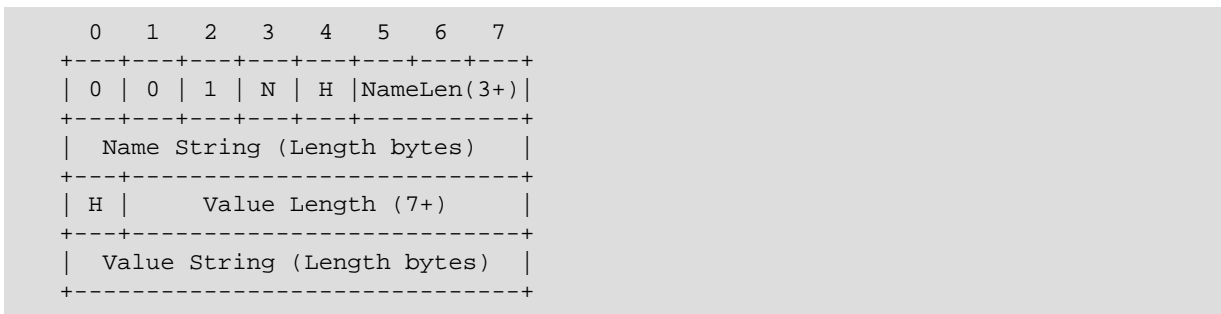 0   1   2   3   4   5   6   7
+---+---+---+---+---+---+---+---+
| 0 | 0 | 1 | N | H |NameLen(3+)|
+---+---+---+---+---+-----------+
|  Name String (Length bytes)   |
+---+---------------------------+
| H |     Value Length (7+)     |
+---+---------------------------+
|  Value String (Length bytes)  |
+-------------------------------+